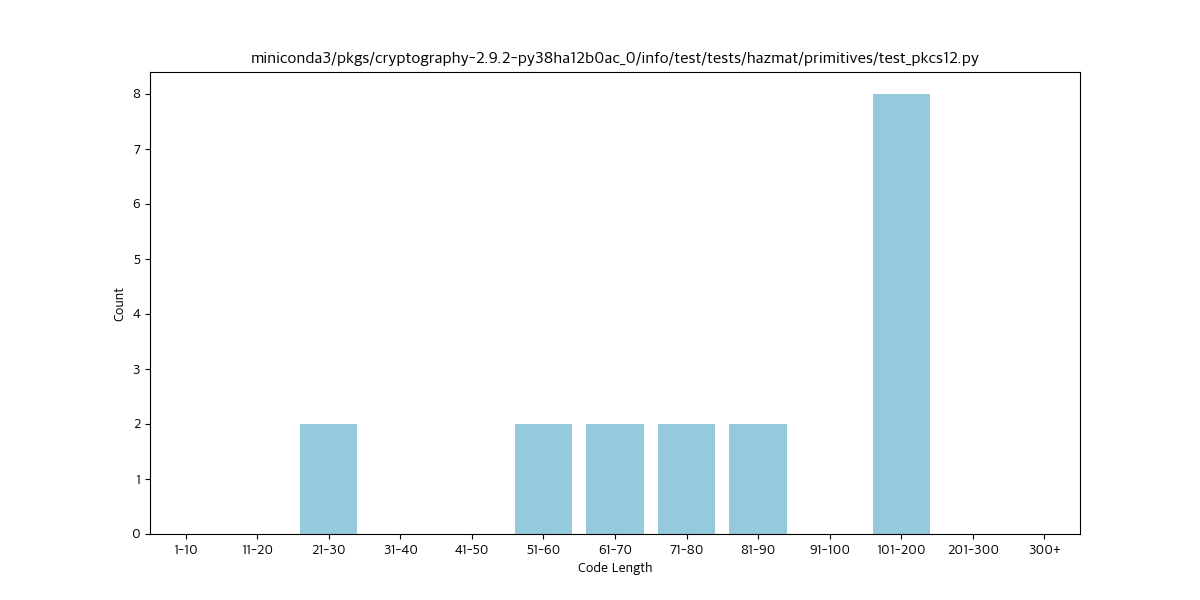 miniconda3/pkgs/cryptography-2.9.2-py38ha12b0ac_0/info/test/tests/hazmat/primitives/test_pkcs12.py
8
7
6
5
4
3
2
1
0
Count
1-10 11-20 21-30 31-40 41-50 51-60 61-70 71-80 81-90 91-100 101-200 201-300 300+
Code Length